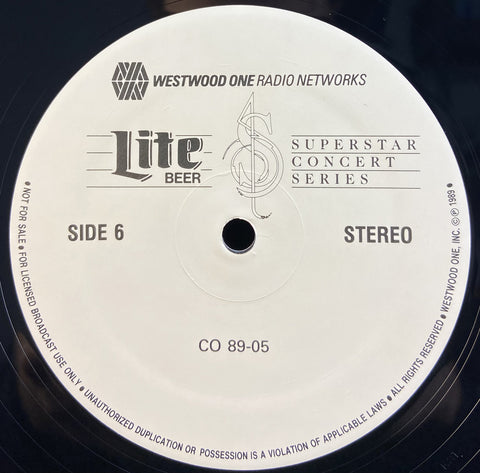 WESTWOOD ONE RADIO NETWORKS
Lite
BEER
SUPERSTAR
CONCERT
SERIES
SIDE 6
STEREO
CO 89-05
• NOT FOR SALE • FOR LICENSED BROADCAST USE ONLY • UNAUTHORIZED DUPLICATION OR POSSESSION IS A VIOLATION OF APPLICABLE LAWS • ALL RIGHTS RESERVED • WESTWOOD ONE, INC. © ℗ 1989 •